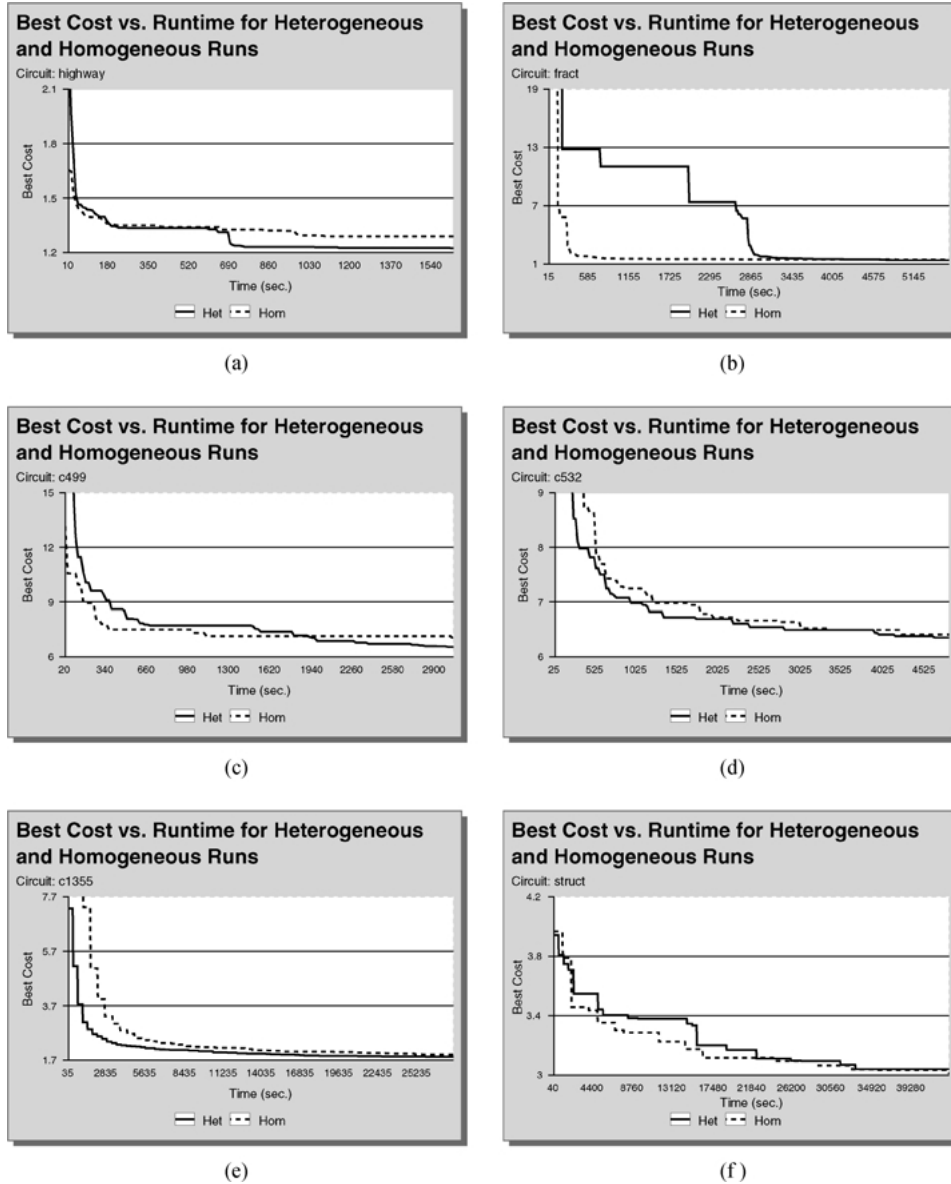 Best Cost vs. Runtime for Heterogeneous
and Homogeneous Runs
Circuit: highway
2.1
1.8
1.5
1.2
Best Cost
10 180 350 520 690 860 1030 1200 1370 1540
Time (sec.)
Het Hom
(a)
Best Cost vs. Runtime for Heterogeneous
and Homogeneous Runs
Circuit: fract
19
13
7
1
Best Cost
15 585 1155 1725 2295 2865 3435 4005 4575 5145
Time (sec.)
Het Hom
(b)
Best Cost vs. Runtime for Heterogeneous
and Homogeneous Runs
Circuit: c499
15
12
9
6
Best Cost
20 340 660 980 1300 1620 1940 2260 2580 2900
Time (sec.)
Het Hom
(c)
Best Cost vs. Runtime for Heterogeneous
and Homogeneous Runs
Circuit: c532
9
8
7
6
Best Cost
25 525 1025 1525 2025 2525 3025 3525 4025 4525
Time (sec.)
Het Hom
(d)
Best Cost vs. Runtime for Heterogeneous
and Homogeneous Runs
Circuit: c1355
7.7
5.7
3.7
1.7
Best Cost
35 2835 5635 8435 11235 14035 16835 19635 22435 25235
Time (sec.)
Het Hom
(e)
Best Cost vs. Runtime for Heterogeneous
and Homogeneous Runs
Circuit: struct
4.2
3.8
3.4
3
Best Cost
40 4400 8760 13120 17480 21840 26200 30560 34920 39280
Time (sec.)
Het Hom
(f)